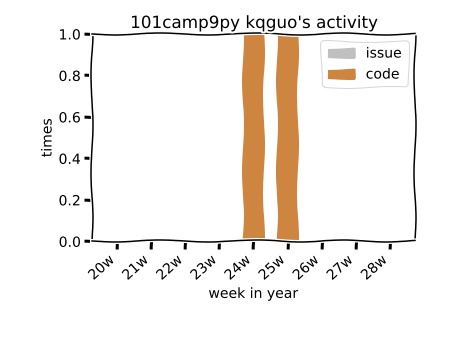 101camp9py kqguo's activity
issue
code
1.0
0.8
0.6
0.4
0.2
0.0
times
20w 21w 22w 23w 24w 25w 26w 27w 28w
week in year